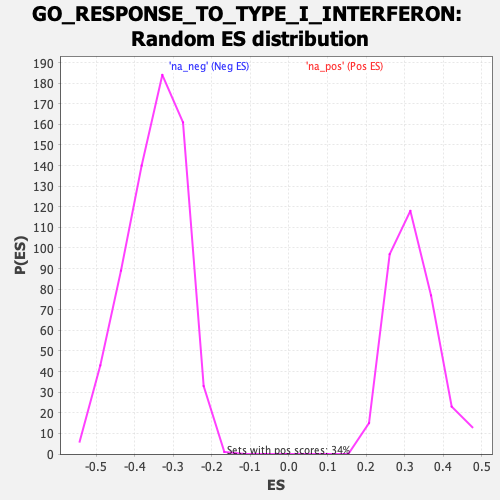 GO_RESPONSE_TO_TYPE_I_INTERFERON:
Random ES distribution
'na_neg' (Neg ES)
'na_pos' (Pos ES)
190
180
170
160
150
140
130
120
110
100
90
80
70
60
50
40
30
20
10
0
P(ES)
Sets with pos scores: 34%
-0.5 -0.4 -0.3 -0.2 -0.1 0.0 0.1 0.2 0.3 0.4 0.5
ES